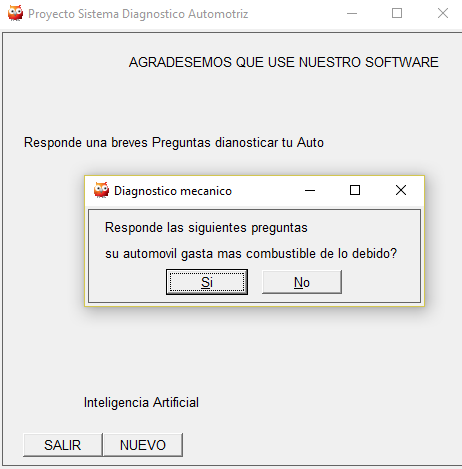 Proyecto Sistema Diagnostico Automotriz
AGRADESEMOS QUE USE NUESTRO SOFTWARE
Responde una breves Preguntas dianosticar tu Auto
Diagnostico mecanico
Responde las siguientes preguntas
su automovil gasta mas combustible de lo debido?
Si No
Inteligencia Artificial
SALIR NUEVO